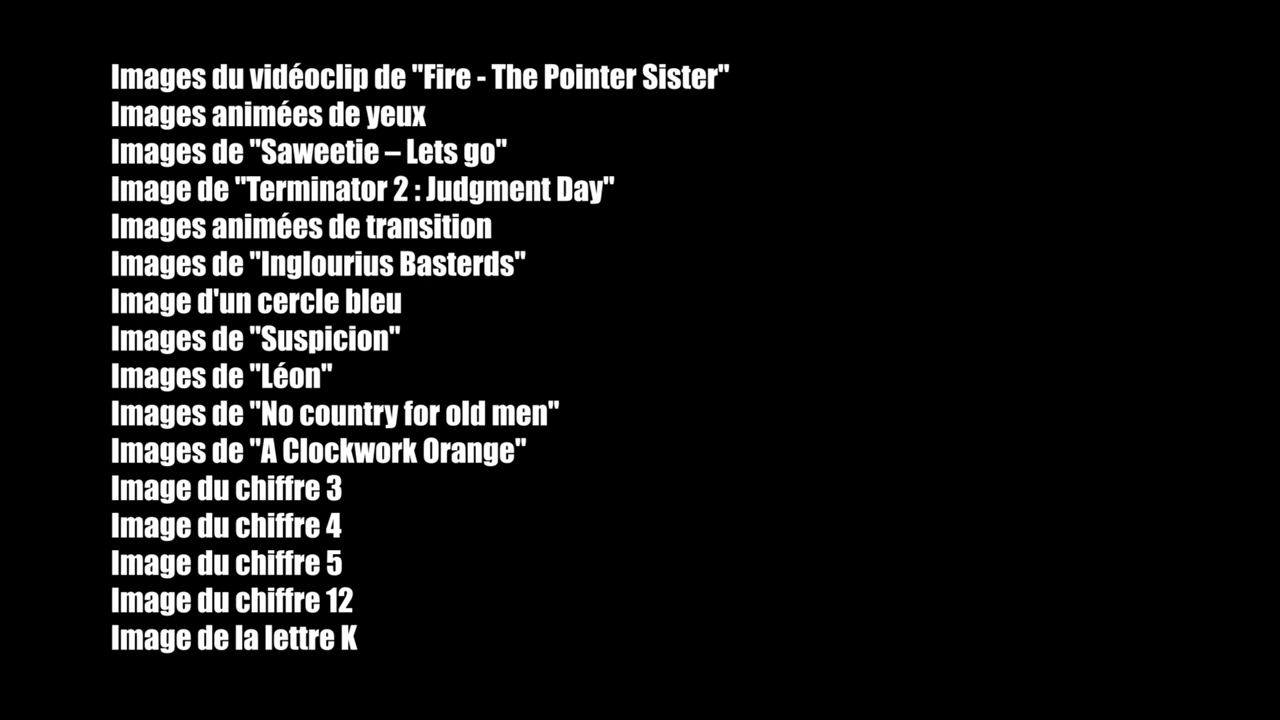 Images du vidéoclip de "Fire - The Pointer Sister"
Images animées de yeux
Images de "Saweetie – Lets go"
Image de "Terminator 2 : Judgment Day"
Images animées de transition
Images de "Inglourius Basterds"
Image d'un cercle bleu
Images de "Suspicion"
Images de "Léon"
Images de "No country for old men"
Images de "A Clockwork Orange"
Image du chiffre 3
Image du chiffre 4
Image du chiffre 5
Image du chiffre 12
Image de la lettre K